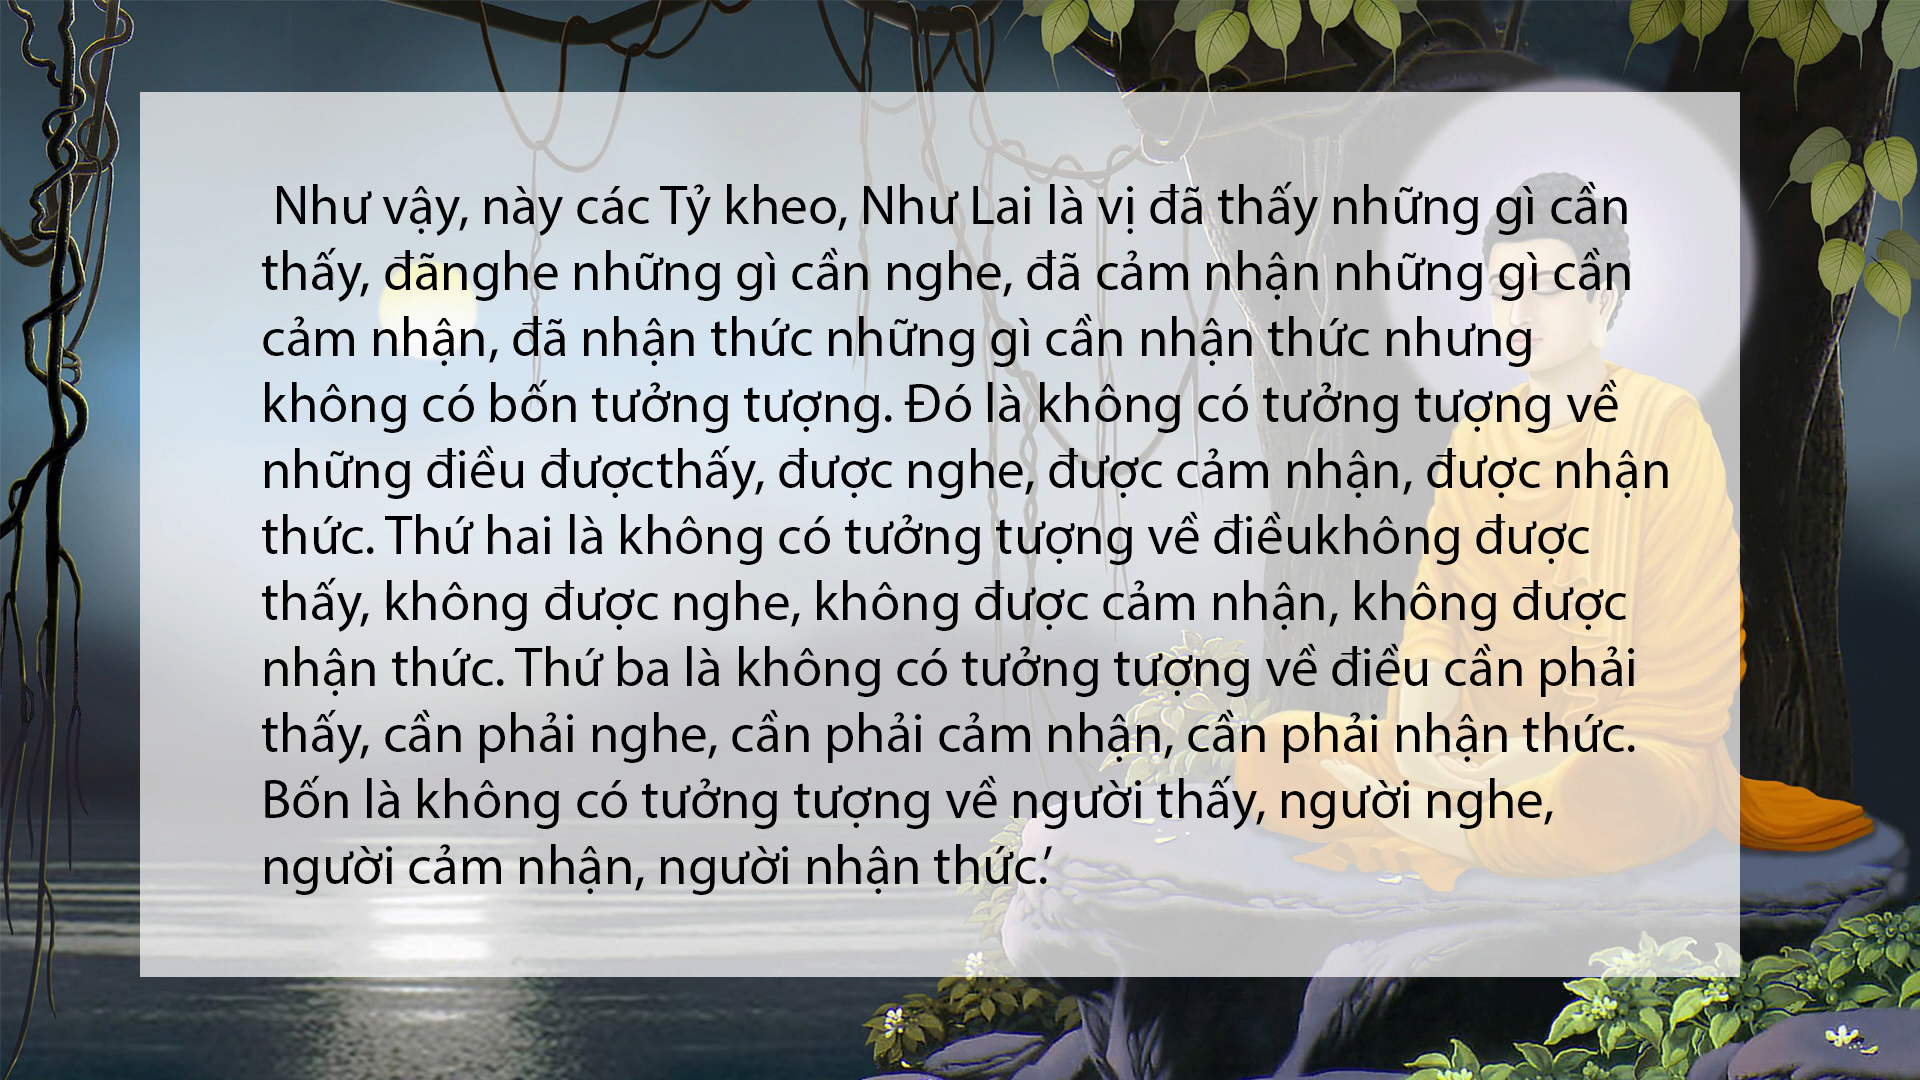 Như vậy, này các Tỷ kheo, Như Lai là vị đã thấy những gì cần
thấy, đãnghe những gì cần nghe, đã cảm nhận những gì cần
cảm nhận, đã nhận thức những gì cần nhận thức nhưng
không có bốn tưởng tượng. Đó là không có tưởng tượng về
những điều đượcthấy, được nghe, được cảm nhận, được nhận
thức. Thứ hai là không có tưởng tượng về điềukhông được
thấy, không được nghe, không được cảm nhận, không được
nhận thức. Thứ ba là không có tưởng tượng về điều cần phải
thấy, cần phải nghe, cần phải cảm nhận, cần phải nhận thức.
Bốn là không có tưởng tượng về người thấy, người nghe,
người cảm nhận, người nhận thức.’